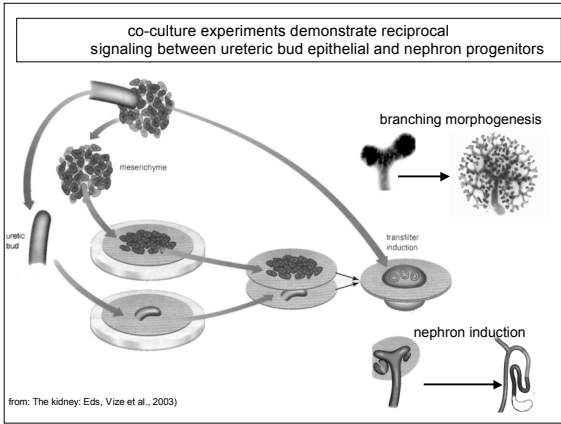 co-culture experiments demonstrate reciprocal
signaling between ureteric bud epithelial and nephron progenitors
branching morphogenesis
mesenchyme
uretic
bud
transfilter
induction
nephron induction
from: The kidney: Eds, Vize et al., 2003)